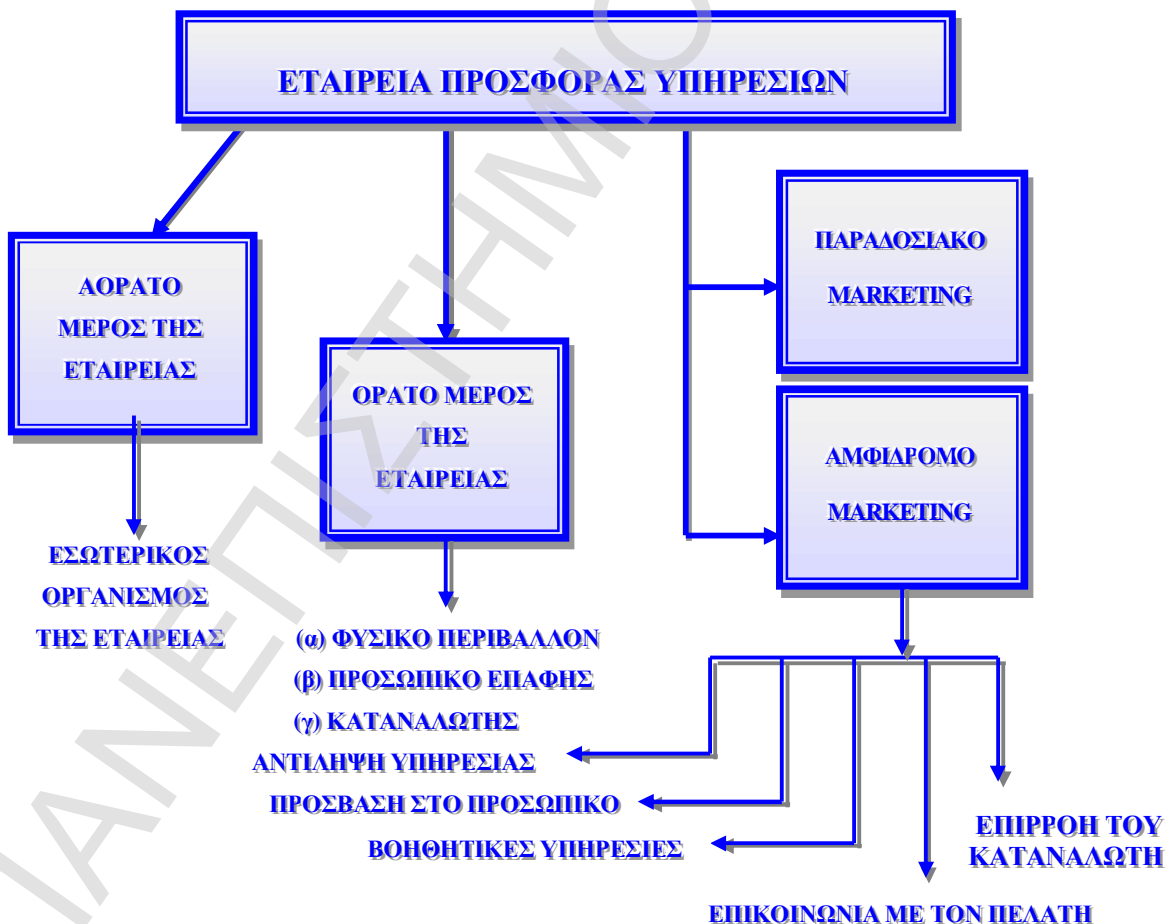 ΕΤΑΙΡΕΙΑ ΠΡΟΣΦΟΡΑΣ ΥΠΗΡΕΣΙΩΝ
ΑΟΡΑΤΟ
ΜΕΡΟΣ ΤΗΣ
ΕΤΑΙΡΕΙΑΣ
ΕΣΩΤΕΡΙΚΟΣ
ΟΡΓΑΝΙΣΜΟΣ
ΤΗΣ ΕΤΑΙΡΕΙΑΣ
ΟΡΑΤΟ ΜΕΡΟΣ
ΤΗΣ
ΕΤΑΙΡΕΙΑΣ
(α) ΦΥΣΙΚΟ ΠΕΡΙΒΑΛΛΟΝ
(β) ΠΡΟΣΩΠΙΚΟ ΕΠΑΦΗΣ
(γ) ΚΑΤΑΝΑΛΩΤΗΣ
ΠΑΡΑΔΟΣΙΑΚΟ
MARKETING
ΑΜΦΙΔΡΟΜΟ
MARKETING
ΑΝΤΙΛΗΨΗ ΥΠΗΡΕΣΙΑΣ
ΠΡΟΣΒΑΣΗ ΣΤΟ ΠΡΟΣΩΠΙΚΟ
ΒΟΗΘΗΤΙΚΕΣ ΥΠΗΡΕΣΙΕΣ
ΕΠΙΚΟΙΝΩΝΙΑ ΜΕ ΤΟΝ ΠΕΛΑΤΗ
ΕΠΙΡΡΟΗ ΤΟΥ
ΚΑΤΑΝΑΛΩΤΗ